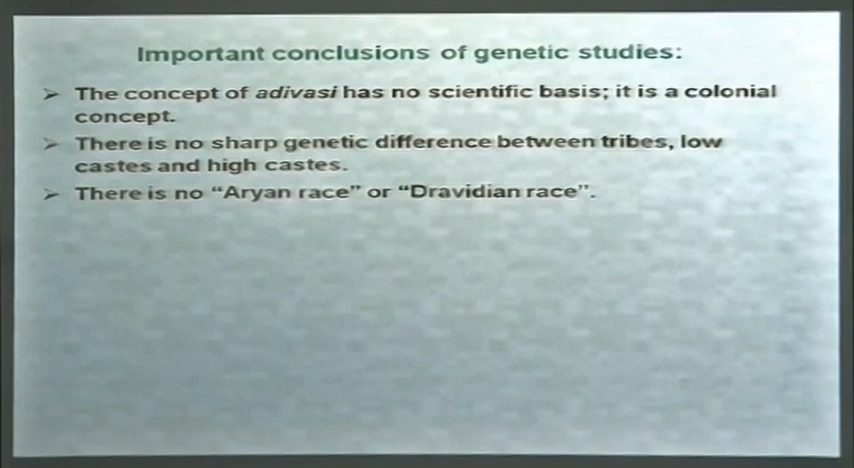 Important conclusions of genetic studies:
➢ The concept of adivasi has no scientific basis; it is a colonial
concept.
➢ There is no sharp genetic difference between tribes, low
castes and high castes.
➢ There is no “Aryan race” or “Dravidian race”.